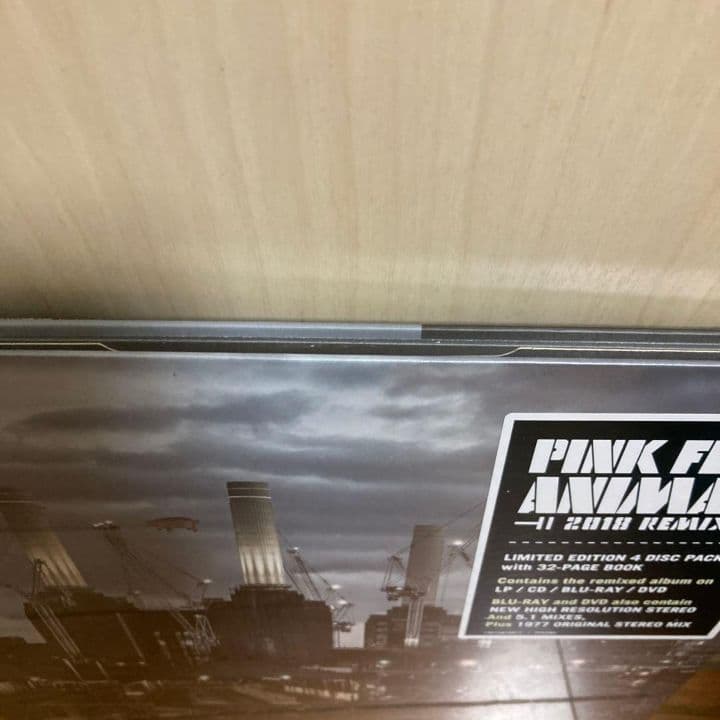 PINK FL
ANIMA
2018 REMIX
LIMITED EDITION 4 DISC PACK
with 32-PAGE BOOK
Contains the remixed album on
LP / CD / BLU-RAY / DVD
BLU-RAY and DVD also contain
NEW HIGH RESOLUTION STEREO
And 5.1 MIXES,
Plus 1977 ORIGINAL STEREO MIX